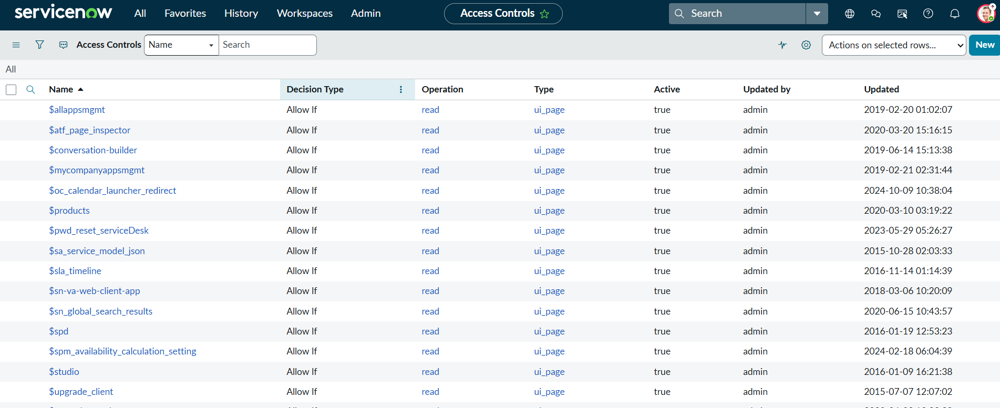 servicenow All Favorites History Workspaces Admin Access Controls Search
Access Controls Name Search Actions on selected rows... New
All
Name Decision Type Operation Type Active Updated by Updated
$allappsmgmt Allow If read ui_page true admin 2019-02-20 01:02:07
$atf_page_inspector Allow If read ui_page true admin 2020-03-20 15:16:15
$conversation-builder Allow If read ui_page true admin 2019-06-14 15:13:38
$mycompanyappsmgmt Allow If read ui_page true admin 2019-02-21 02:31:44
$oc_calendar_launcher_redirect Allow If read ui_page true admin 2024-10-09 10:38:04
$products Allow If read ui_page true admin 2020-03-10 03:19:22
$pwd_reset_serviceDesk Allow If read ui_page true admin 2023-05-29 05:26:27
$sa_service_model_json Allow If read ui_page true admin 2015-10-28 02:03:33
$sla_timeline Allow If read ui_page true admin 2016-11-14 01:14:39
$sn-va-web-client-app Allow If read ui_page true admin 2018-03-06 10:20:09
$sn_global_search_results Allow If read ui_page true admin 2020-06-15 10:43:57
$spd Allow If read ui_page true admin 2016-01-19 12:53:23
$spm_availability_calculation_setting Allow If read ui_page true admin 2024-02-18 06:04:39
$studio Allow If read ui_page true admin 2016-01-09 16:21:38
$upgrade_client Allow If read ui_page true admin 2015-07-07 12:07:02